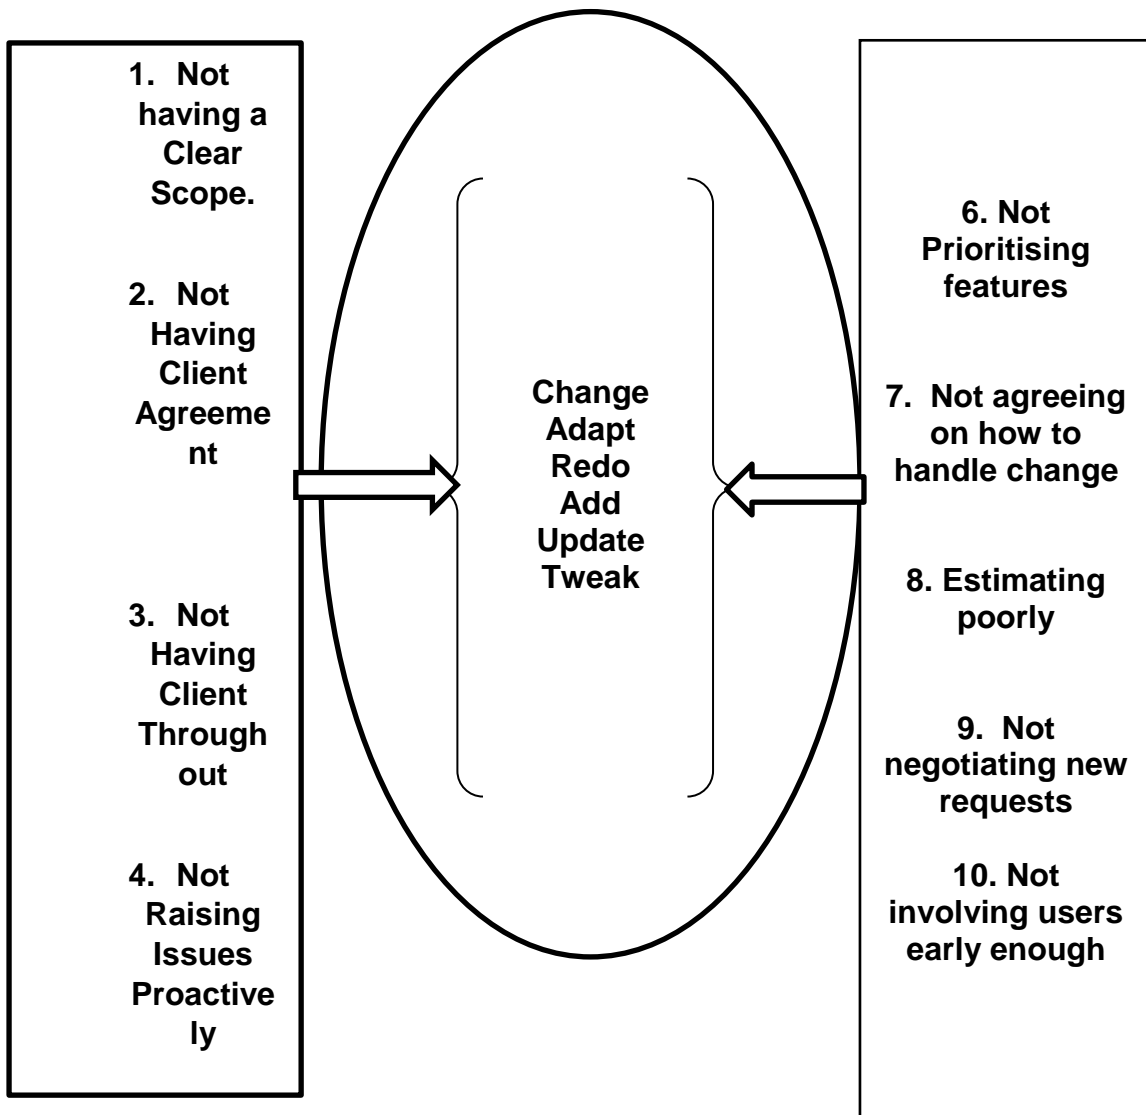 1. Not
having a
Clear
Scope.
2. Not
Having
Client
Agreeme
nt
3. Not
Having
Client
Through
out
4. Not
Raising
Issues
Proactive
ly
Change
Adapt
Redo
Add
Update
Tweak
6. Not
Prioritising
features
7. Not agreeing
on how to
handle change
8. Estimating
poorly
9. Not
negotiating new
requests
10. Not
involving users
early enough